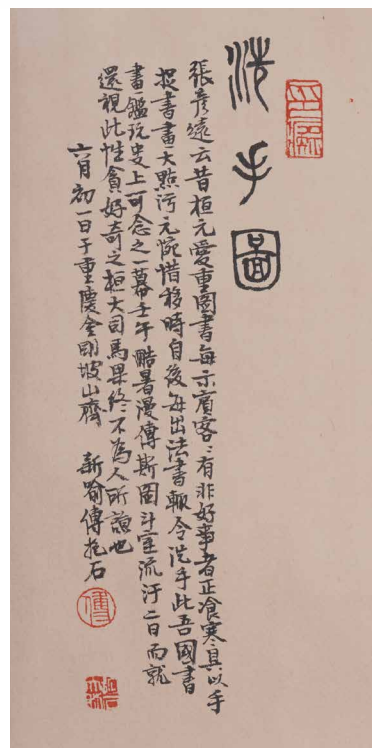 洗手圖
張彥遠云昔桓元愛重圖書每示賓客〻有非好事者正飡寒具以手
捉書畫大點汚元惋惜移時自後每出法書輒令洗手此吾國書
畫鑑玩史上可念之一幕壬午酷暑漫傳斯圖斗室流汗二日而就
還視此性貪好奇之桓大司馬果終不為人所諒也
六月初一日于重慶金剛坡山齋 新喻傅抱石
傅